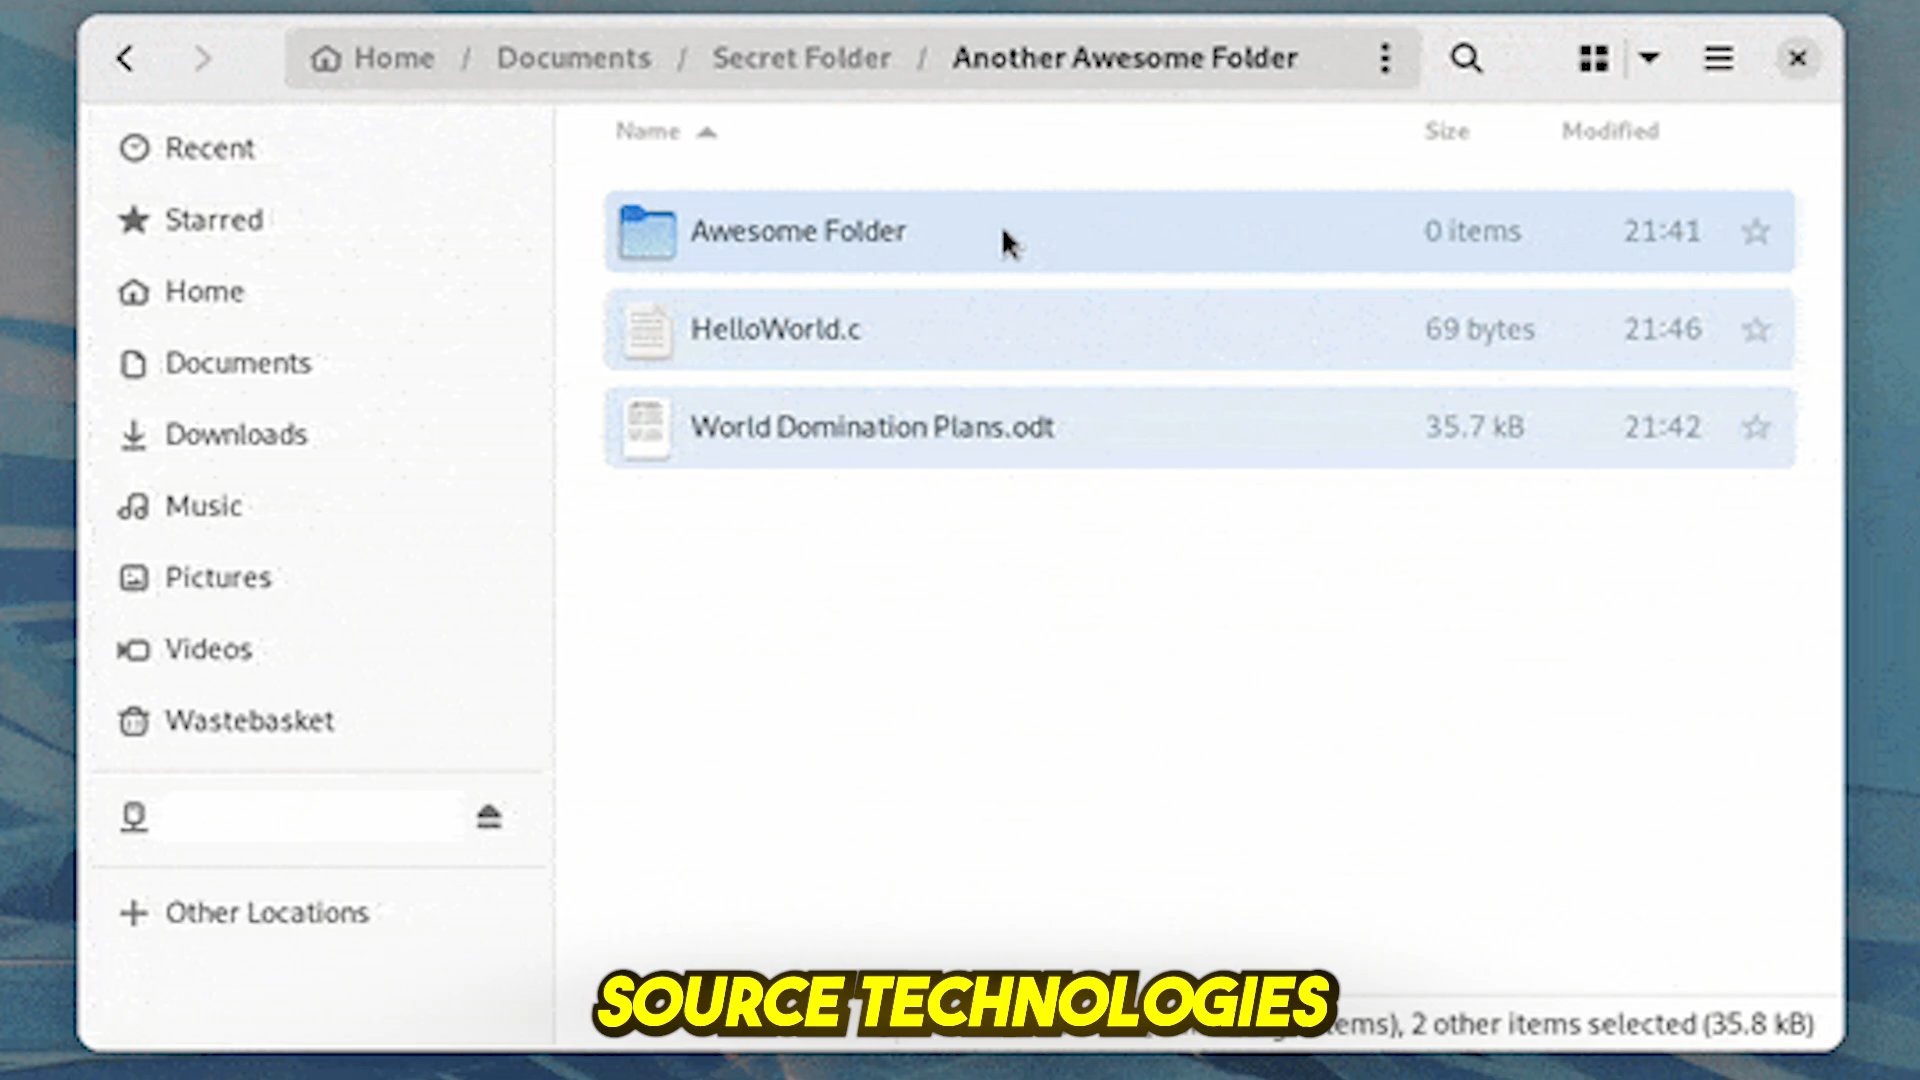 Home / Documents / Secret Folder / Another Awesome Folder
Name Size Modified
Recent
Starred
Home
Documents
Downloads
Music
Pictures
Videos
Wastebasket
Other Locations
Awesome Folder 0 items 21:41
HelloWorld.c 69 bytes 21:46
World Domination Plans.odt 35.7 kB 21:42
SOURCE TECHNOLOGIES
2 other items selected (35.8 kB)